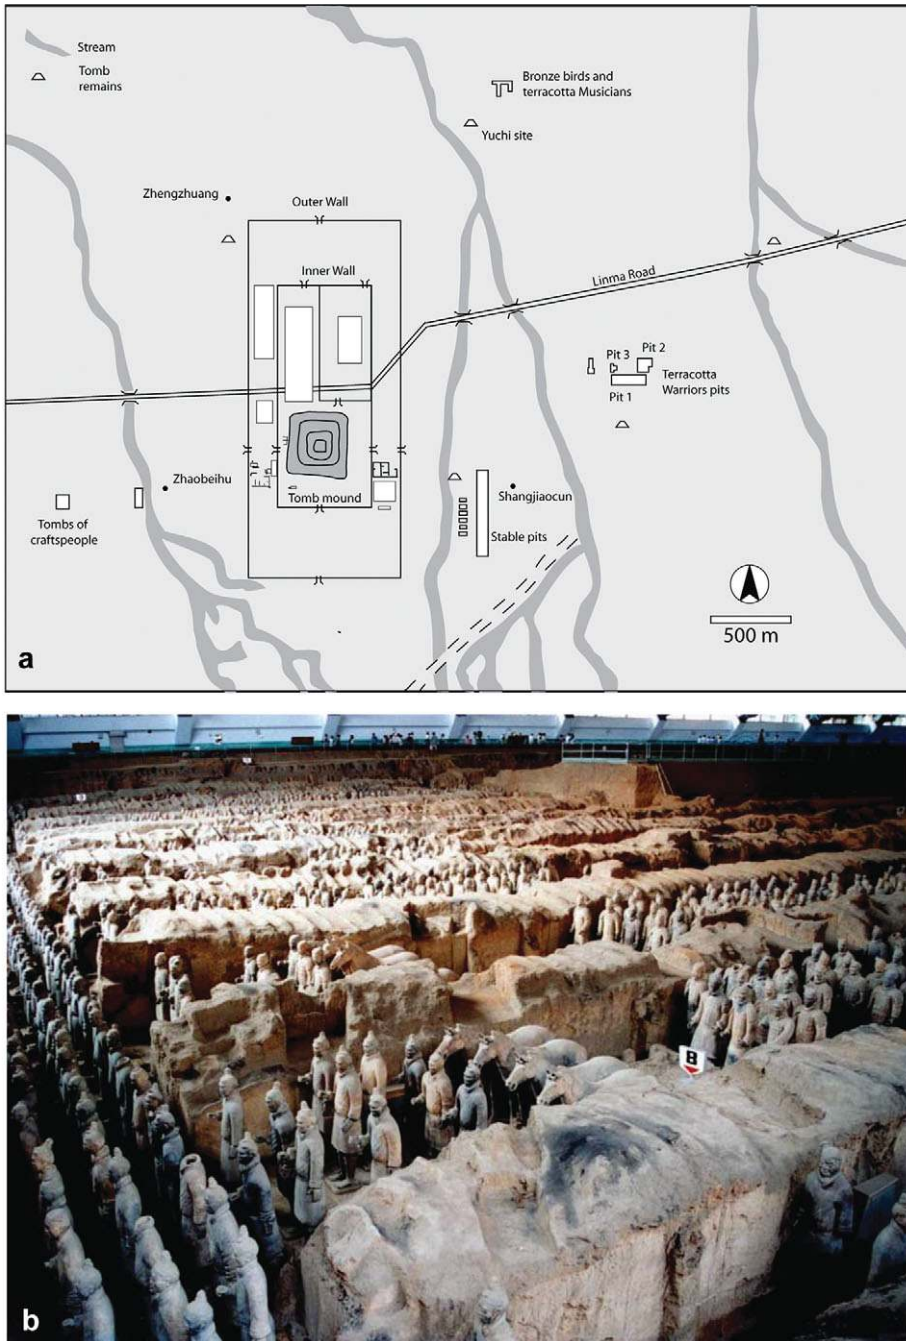 Stream
Tomb
remains
Bronze birds and
terracotta Musicians
Yuchi site
Zhengzhuang
Outer Wall
Inner Wall
Linma Road
Pit 3
Pit 2
Terracotta
Warriors pits
Pit 1
Zhaobeihu
Tomb mound
Shangjiaocun
Tombs of
craftspeople
Stable pits
500 m
a
8
b